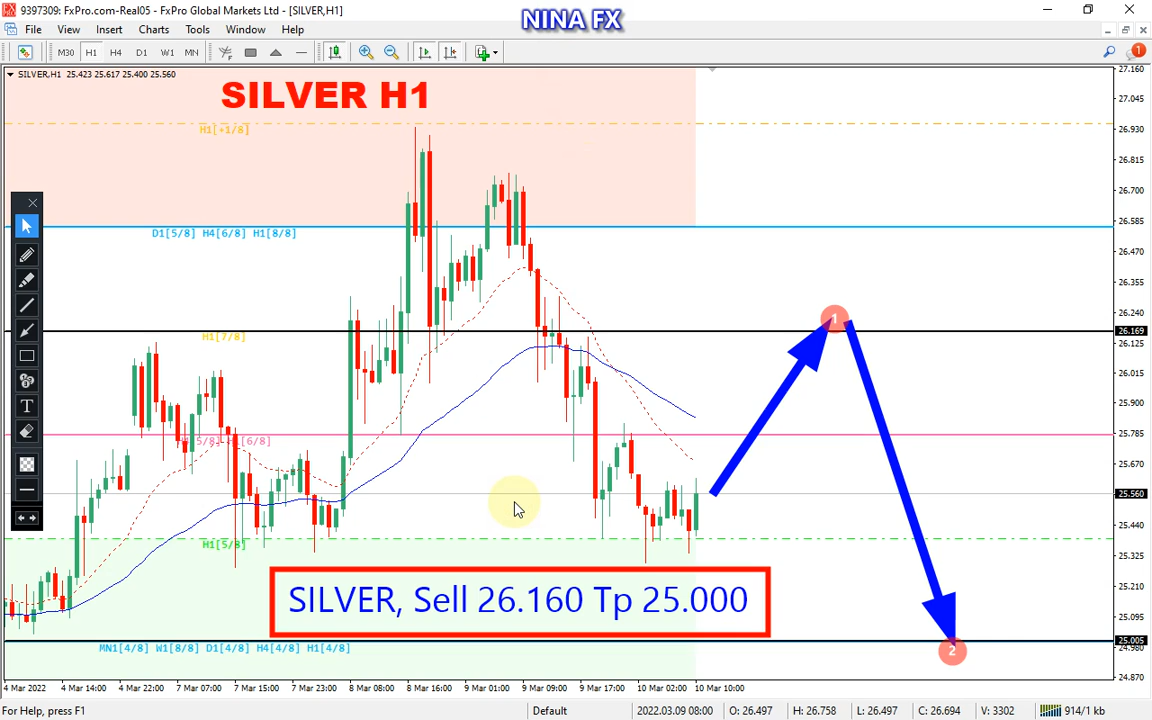 9397309: FxPro.com-Real05 - FxPro Global Markets Ltd - [SILVER,H1]
NINA FX
File View Insert Charts Tools Window Help
M30 H1 H4 D1 W1 MN
1
SILVER,H1 25.423 25.617 25.400 25.560
SILVER H1
H1[+1/8]
D1[5/8] H4[6/8] H1[8/8]
H1[7/8]
H1[5/8]
MN1[4/8] W1[8/8] D1[4/8] H4[4/8] H1[4/8]
1
2
SILVER, Sell 26.160 Tp 25.000
27.160
27.045
26.930
26.815
26.700
26.585
26.470
26.355
26.240
26.169
26.125
26.015
25.900
25.785
25.670
25.560
25.440
25.325
25.210
25.095
25.005
24.980
24.870
4 Mar 2022 4 Mar 14:00 4 Mar 22:00 7 Mar 07:00 7 Mar 15:00 7 Mar 23:00 8 Mar 08:00 8 Mar 16:00 9 Mar 01:00 9 Mar 09:00 9 Mar 17:00 10 Mar 02:00 10 Mar 10:00
For Help, press F1 Default 2022.03.09 08:00 O: 26.497 H: 26.758 L: 26.497 C: 26.694 V: 3302 914/1 kb